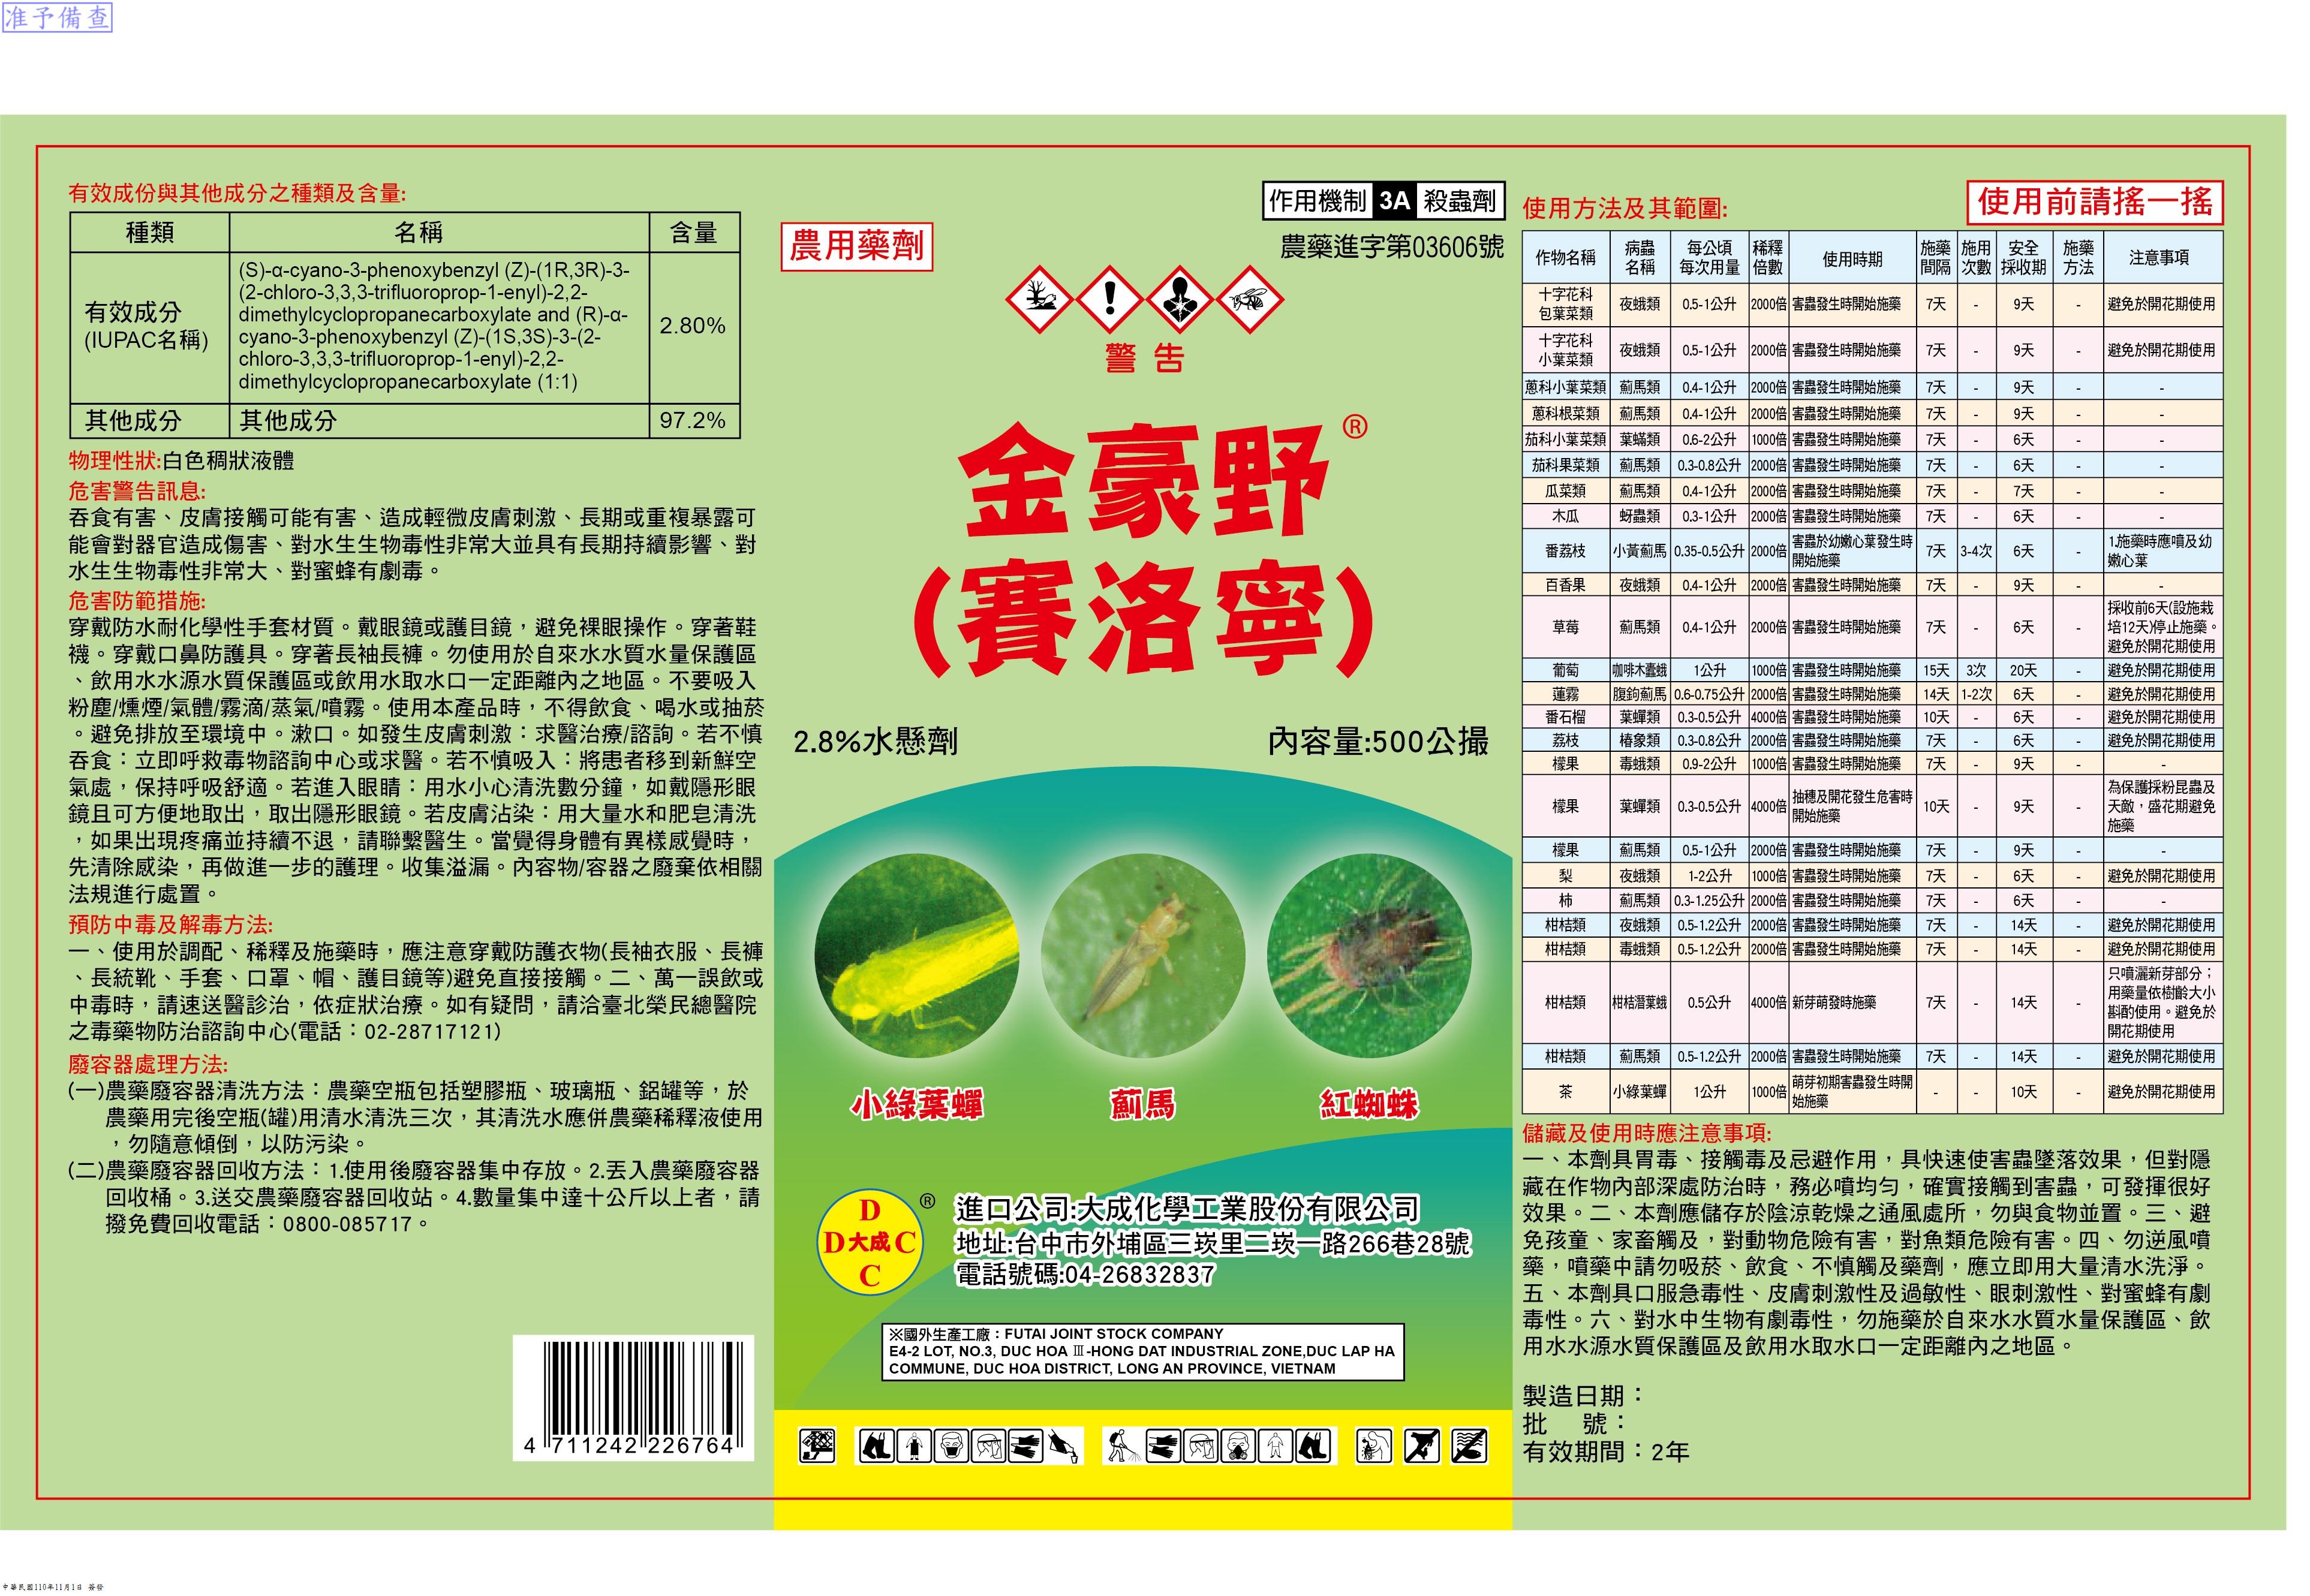 准予備查
有效成份與其他成分之種類及含量:
種類 名稱 含量
有效成分
(IUPAC名稱)
(S)-α-cyano-3-phenoxybenzyl (Z)-(1R,3R)-3-
(2-chloro-3,3,3-trifluoroprop-1-enyl)-2,2-
dimethylcyclopropanecarboxylate and (R)-α-
cyano-3-phenoxybenzyl (Z)-(1S,3S)-3-(2-
chloro-3,3,3-trifluoroprop-1-enyl)-2,2-
dimethylcyclopropanecarboxylate (1:1)
2.80%
其他成分 其他成分 97.2%
物理性狀:白色稠狀液體
危害警告訊息:
吞食有害、皮膚接觸可能有害、造成輕微皮膚刺激、長期或重複暴露可
能會對器官造成傷害、對水生生物毒性非常大並具有長期持續影響、對
水生生物毒性非常大、對蜜蜂有劇毒。
危害防範措施:
穿戴防水耐化學性手套材質。戴眼鏡或護目鏡，避免裸眼操作。穿著鞋
襪。穿戴口鼻防護具。穿著長袖長褲。勿使用於自來水水質水量保護區
、飲用水水源水質保護區或飲用水取水口一定距離內之地區。不要吸入
粉塵/燻煙/氣體/霧滴/蒸氣/噴霧。使用本產品時，不得飲食、喝水或抽菸
。避免排放至環境中。漱口。如發生皮膚刺激：求醫治療/諮詢。若不慎
吞食：立即呼救毒物諮詢中心或求醫。若不慎吸入：將患者移到新鮮空
氣處，保持呼吸舒適。若進入眼睛：用水小心清洗數分鐘，如戴隱形眼
鏡且可方便地取出，取出隱形眼鏡。若皮膚沾染：用大量水和肥皂清洗
，如果出現疼痛並持續不退，請聯繫醫生。當覺得身體有異樣感覺時，
先清除感染，再做進一步的護理。收集溢漏。內容物/容器之廢棄依相關
法規進行處置。
預防中毒及解毒方法:
一、使用於調配、稀釋及施藥時，應注意穿戴防護衣物(長袖衣服、長褲
、長統靴、手套、口罩、帽、護目鏡等)避免直接接觸。二、萬一誤飲或
中毒時，請速送醫診治，依症狀治療。如有疑問，請洽臺北榮民總醫院
之毒藥物防治諮詢中心(電話：02-28717121)
廢容器處理方法:
(一)農藥廢容器清洗方法：農藥空瓶包括塑膠瓶、玻璃瓶、鋁罐等，於
農藥用完後空瓶(罐)用清水清洗三次，其清洗水應併農藥稀釋液使用
，勿隨意傾倒，以防污染。
(二)農藥廢容器回收方法：1.使用後廢容器集中存放。2.丟入農藥廢容器
回收桶。3.送交農藥廢容器回收站。4.數量集中達十公斤以上者，請
撥免費回收電話：0800-085717。
4 711242 226764
作用機制 3A 殺蟲劑
農用藥劑
農藥進字第03606號
警告
金豪野®
(賽洛寧)
2.8%水懸劑
內容量:500公撮
小綠葉蟬 薊馬 紅蜘蛛
D
D大成C
C
®
進口公司:大成化學工業股份有限公司
地址:台中市外埔區三崁里二崁一路266巷28號
電話號碼:04-26832837
※國外生產工廠：FUTAI JOINT STOCK COMPANY
E4-2 LOT, NO.3, DUC HOA Ⅲ-HONG DAT INDUSTRIAL ZONE,DUC LAP HA
COMMUNE, DUC HOA DISTRICT, LONG AN PROVINCE, VIETNAM
使用方法及其範圍:
使用前請搖一搖
作物名稱 病蟲名稱 每公頃每次用量 稀釋倍數 使用時期 施藥間隔 施用次數 安全採收期 施藥方法 注意事項
十字花科包葉菜類 夜蛾類 0.5-1公升 2000倍 害蟲發生時開始施藥 7天 - 9天 - 避免於開花期使用
十字花科小葉菜類 夜蛾類 0.5-1公升 2000倍 害蟲發生時開始施藥 7天 - 9天 - 避免於開花期使用
蔥科小葉菜類 薊馬類 0.4-1公升 2000倍 害蟲發生時開始施藥 7天 - 9天 - -
蔥科根菜類 薊馬類 0.4-1公升 2000倍 害蟲發生時開始施藥 7天 - 9天 - -
茄科小葉菜類 葉蟎類 0.6-2公升 1000倍 害蟲發生時開始施藥 7天 - 6天 - -
茄科果菜類 薊馬類 0.3-0.8公升 2000倍 害蟲發生時開始施藥 7天 - 6天 - -
瓜菜類 薊馬類 0.4-1公升 2000倍 害蟲發生時開始施藥 7天 - 7天 - -
木瓜 蚜蟲類 0.3-1公升 2000倍 害蟲發生時開始施藥 7天 - 6天 - -
番荔枝 小黃薊馬 0.35-0.5公升 2000倍 害蟲於幼嫩心葉發生時開始施藥 7天 3-4次 6天 - 1.施藥時應噴及幼嫩心葉
百香果 夜蛾類 0.4-1公升 2000倍 害蟲發生時開始施藥 7天 - 9天 - -
草莓 薊馬類 0.4-1公升 2000倍 害蟲發生時開始施藥 7天 - 6天 - 採收前6天(設施栽培12天)停止施藥。避免於開花期使用
葡萄 咖啡木蠹蛾 1公升 1000倍 害蟲發生時開始施藥 15天 3次 20天 - 避免於開花期使用
蓮霧 腹鉤薊馬 0.6-0.75公升 2000倍 害蟲發生時開始施藥 14天 1-2次 6天 - 避免於開花期使用
番石榴 葉蟬類 0.3-0.5公升 4000倍 害蟲發生時開始施藥 10天 - 6天 - 避免於開花期使用
荔枝 椿象類 0.3-0.8公升 2000倍 害蟲發生時開始施藥 7天 - 6天 - 避免於開花期使用
檬果 毒蛾類 0.9-2公升 1000倍 害蟲發生時開始施藥 7天 - 9天 - -
檬果 葉蟬類 0.3-0.5公升 4000倍 抽穗及開花發生危害時開始施藥 10天 - 9天 - 為保護採粉昆蟲及天敵，盛花期避免施藥
檬果 薊馬類 0.5-1公升 2000倍 害蟲發生時開始施藥 7天 - 9天 - -
梨 夜蛾類 1-2公升 1000倍 害蟲發生時開始施藥 7天 - 6天 - 避免於開花期使用
柿 薊馬類 0.3-1.25公升 2000倍 害蟲發生時開始施藥 7天 - 6天 - -
柑桔類 夜蛾類 0.5-1.2公升 2000倍 害蟲發生時開始施藥 7天 - 14天 - 避免於開花期使用
柑桔類 毒蛾類 0.5-1.2公升 2000倍 害蟲發生時開始施藥 7天 - 14天 - 避免於開花期使用
柑桔類 柑桔潛葉蛾 0.5公升 4000倍 新芽萌發時施藥 7天 - 14天 - 只噴灑新芽部分；用藥量依樹齡大小斟酌使用。避免於開花期使用
柑桔類 薊馬類 0.5-1.2公升 2000倍 害蟲發生時開始施藥 7天 - 14天 - 避免於開花期使用
茶 小綠葉蟬 1公升 1000倍 萌芽初期害蟲發生時開始施藥 - - 10天 - 避免於開花期使用
儲藏及使用時應注意事項:
一、本劑具胃毒、接觸毒及忌避作用，具快速使害蟲墜落效果，但對隱
藏在作物內部深處防治時，務必噴均勻，確實接觸到害蟲，可發揮很好
效果。二、本劑應儲存於陰涼乾燥之通風處所，勿與食物並置。三、避
免孩童、家畜觸及，對動物危險有害，對魚類危險有害。四、勿逆風噴
藥，噴藥中請勿吸菸、飲食、不慎觸及藥劑，應立即用大量清水洗淨。
五、本劑具口服急毒性、皮膚刺激性及過敏性、眼刺激性、對蜜蜂有劇
毒性。六、對水中生物有劇毒性，勿施藥於自來水水質水量保護區、飲
用水水源水質保護區及飲用水取水口一定距離內之地區。
製造日期：
批 號：
有效期間：2年
中華民國110年11月1日 簽發